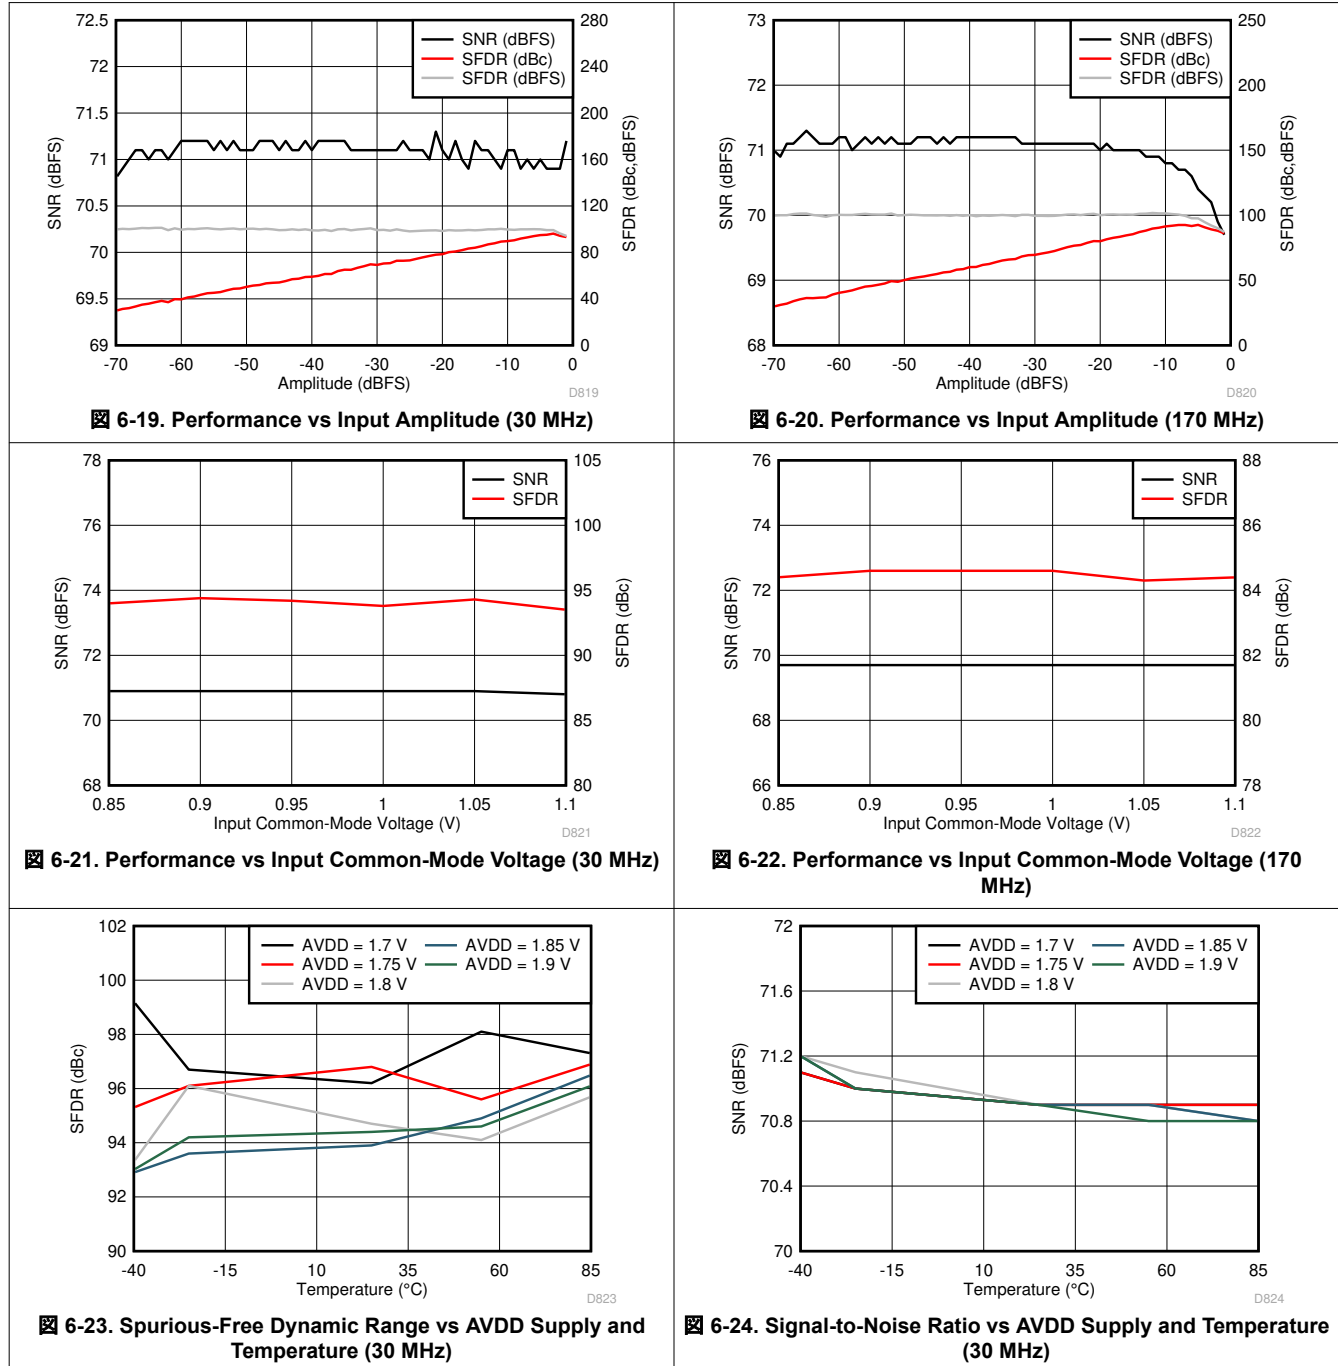 72.5
72
71.5
71
70.5
70
69.5
69
280
240
200
160
120
80
40
0
SNR (dBFS)
SFDR (dBc)
SFDR (dBFS)
SNR (dBFS)
SFDR (dBc,dBFS)
-70 -60 -50 -40 -30 -20 -10 0
Amplitude (dBFS)
D819
図 6-19. Performance vs Input Amplitude (30 MHz)
73
72
71
70
69
68
250
200
150
100
50
0
SNR (dBFS)
SFDR (dBc)
SFDR (dBFS)
SNR (dBFS)
SFDR (dBc,dBFS)
-70 -60 -50 -40 -30 -20 -10 0
Amplitude (dBFS)
D820
図 6-20. Performance vs Input Amplitude (170 MHz)
78
76
74
72
70
68
105
100
95
90
85
80
SNR
SFDR
SNR (dBFS)
SFDR (dBc)
0.85 0.9 0.95 1 1.05 1.1
Input Common-Mode Voltage (V)
D821
図 6-21. Performance vs Input Common-Mode Voltage (30 MHz)
76
74
72
70
68
66
88
86
84
82
80
78
SNR
SFDR
SNR (dBFS)
SFDR (dBc)
0.85 0.9 0.95 1 1.05 1.1
Input Common-Mode Voltage (V)
D822
図 6-22. Performance vs Input Common-Mode Voltage (170
MHz)
102
100
98
96
94
92
90
AVDD = 1.7 V AVDD = 1.85 V
AVDD = 1.75 V AVDD = 1.9 V
AVDD = 1.8 V
SFDR (dBc)
-40 -15 10 35 60 85
Temperature (°C)
D823
図 6-23. Spurious-Free Dynamic Range vs AVDD Supply and
Temperature (30 MHz)
72
71.6
71.2
70.8
70.4
70
AVDD = 1.7 V AVDD = 1.85 V
AVDD = 1.75 V AVDD = 1.9 V
AVDD = 1.8 V
SNR (dBFS)
-40 -15 10 35 60 85
Temperature (°C)
D824
図 6-24. Signal-to-Noise Ratio vs AVDD Supply and Temperature
(30 MHz)